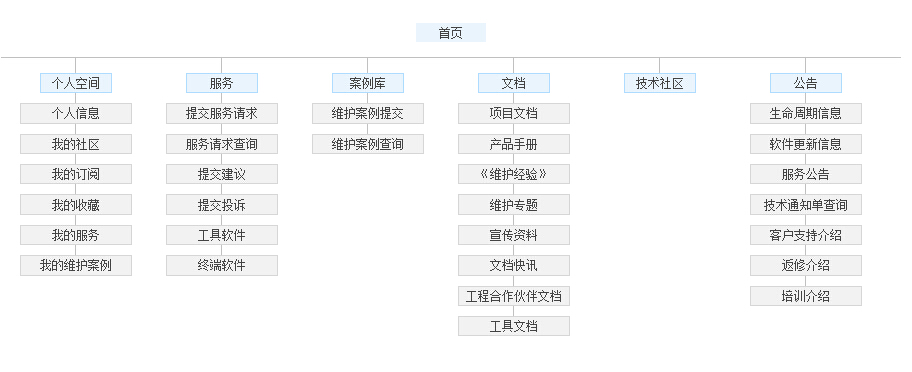 首页
个人空间
个人信息
我的社区
我的订阅
我的收藏
我的服务
我的维护案例
服务
提交服务请求
服务请求查询
提交建议
提交投诉
工具软件
终端软件
案例库
维护案例提交
维护案例查询
文档
项目文档
产品手册
《维护经验》
维护专题
宣传资料
文档快讯
工程合作伙伴文档
工具文档
技术社区
公告
生命周期信息
软件更新信息
服务公告
技术通知单查询
客户支持介绍
返修介绍
培训介绍